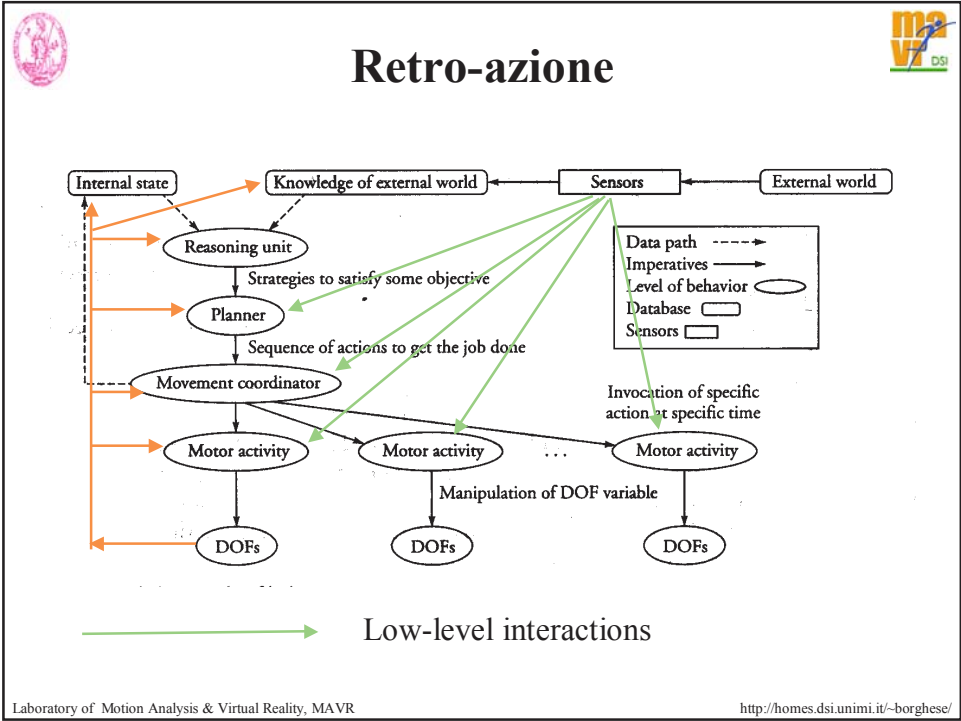 Retro-azione
ma
vi DSI
Internal state
Knowledge of external world
Sensors
External world
Reasoning unit
Strategies to satisfy some objective
Planner
Sequence of actions to get the job done
Movement coordinator
Data path
Imperatives
Level of behavior
Database
Sensors
Invocation of specific
action at specific time
Motor activity
Motor activity
...
Motor activity
Manipulation of DOF variable
DOFs
DOFs
DOFs
Low-level interactions
Laboratory of Motion Analysis & Virtual Reality, MAVR
http://homes.dsi.unimi.it/~borghese/